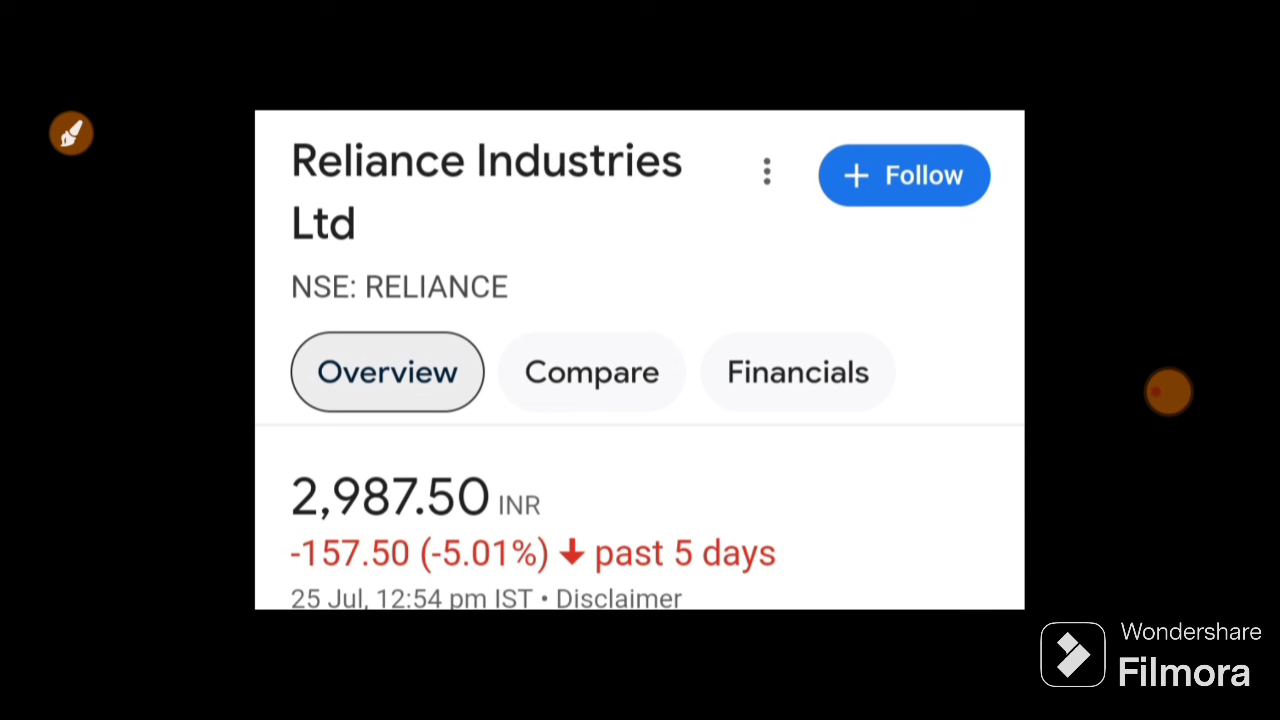 Reliance Industries
Ltd
+ Follow
NSE: RELIANCE
Overview Compare Financials
2,987.50 INR
-157.50 (-5.01%) ↓ past 5 days
25 Jul, 12:54 pm IST • Disclaimer
Wondershare
Filmora